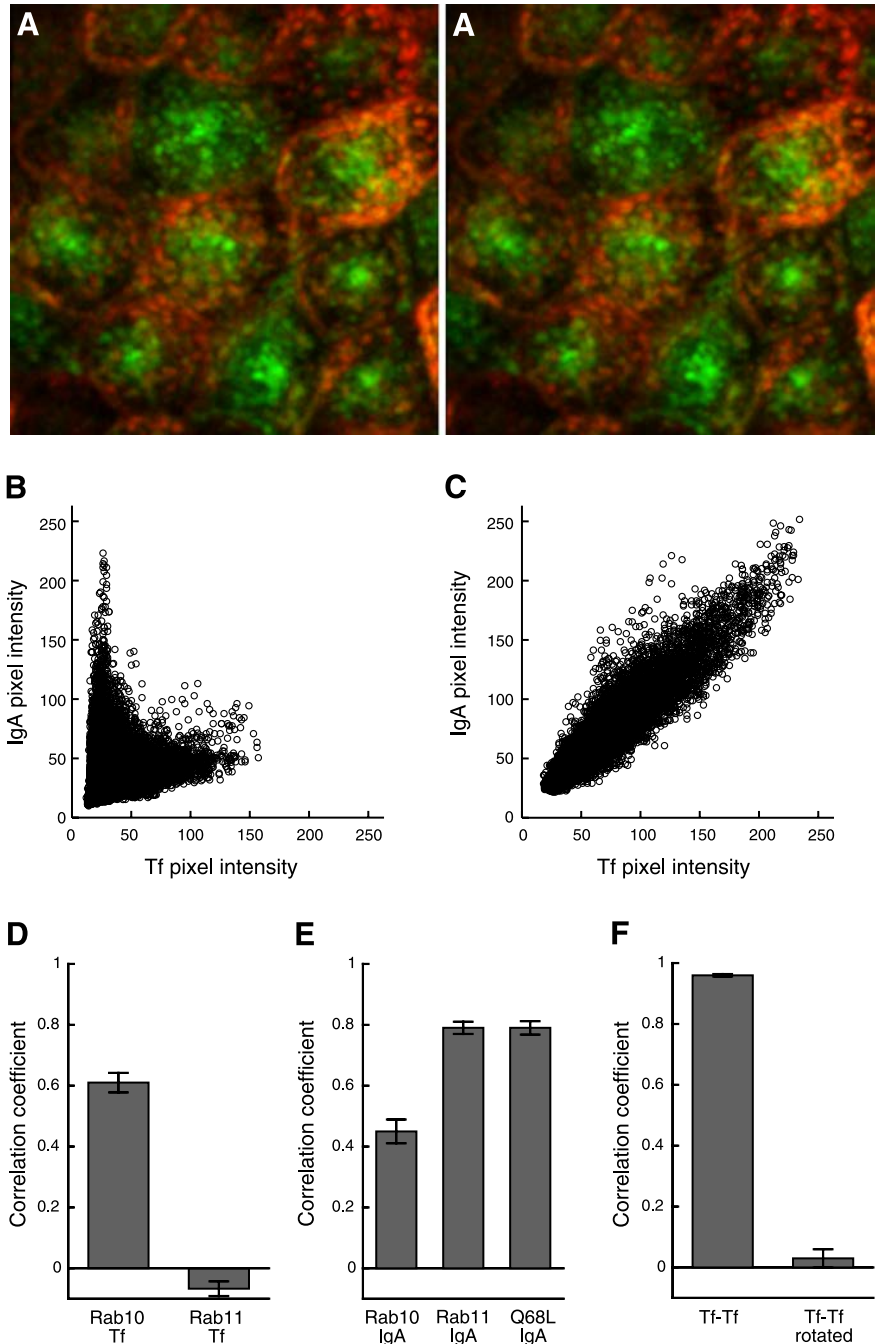 A
A
B
IgA pixel intensity
250
200
150
100
50
0
0 50 100 150 200 250
Tf pixel intensity
C
IgA pixel intensity
250
200
150
100
50
0
0 50 100 150 200 250
Tf pixel intensity
D
Correlation coefficient
1
0.8
0.6
0.4
0.2
0
Rab10 Rab11
Tf Tf
E
Correlation coefficient
1
0.8
0.6
0.4
0.2
0
Rab10 Rab11 Q68L
IgA IgA IgA
F
Correlation coefficient
1
0.8
0.6
0.4
0.2
0
Tf-Tf Tf-Tf
rotated